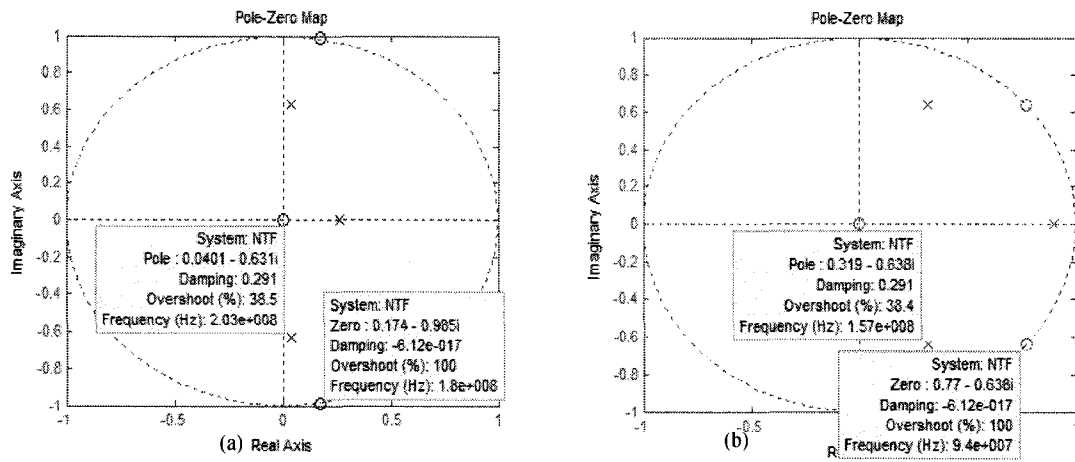 Pole-Zero Map
1
0.8
0.6
0.4
0.2
0
-0.2
-0.4
-0.6
-0.8
-1
Imaginary Axis
System: NTF
Pole : 0.0401 - 0.631i
Damping: 0.291
Overshoot (%): 38.5
Frequency (Hz): 2.03e+008
System: NTF
Zero : 0.174 - 0.985i
Damping: -6.12e-017
Overshoot (%): 100
Frequency (Hz): 1.8e+008
-1
-0.5
0
0.5
1
(a)
Real Axis
Pole-Zero Map
1
0.8
0.6
0.4
0.2
0
-0.2
-0.4
-0.6
-0.8
-1
Imaginary Axis
System: NTF
Pole : 0.319 - 0.638i
Damping: 0.291
Overshoot (%): 38.4
Frequency (Hz): 1.57e+008
System: NTF
Zero : 0.77 - 0.638i
Damping: -6.12e-017
Overshoot (%): 100
Frequency (Hz): 9.4e+007
-1
-0.5
(b)
R